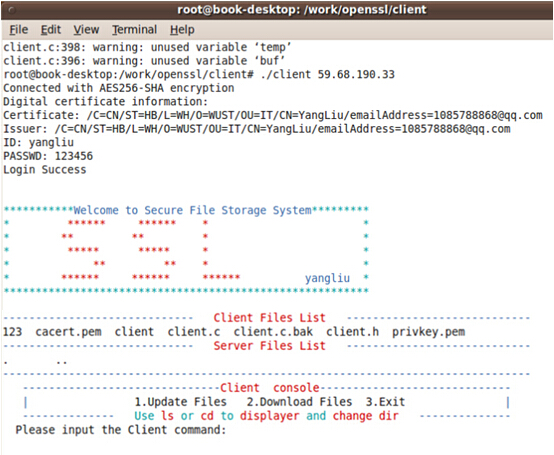 root@book-desktop: /work/openssl/client
File Edit View Terminal Help
client.c:398: warning: unused variable ‘temp’
client.c:396: warning: unused variable ‘buf’
root@book-desktop:/work/openssl/client# ./client 59.68.190.33
Connected with AES256-SHA encryption
Digital certificate information:
Certificate: /C=CN/ST=HB/L=WH/O=WUST/OU=IT/CN=YangLiu/emailAddress=1085788868@qq.com
Issuer: /C=CN/ST=HB/L=WH/O=WUST/OU=IT/CN=YangLiu/emailAddress=1085788868@qq.com
ID: yangliu
PASSWD: 123456
Login Success
***********Welcome to Secure File Storage System*********
*         ******     ******    *                        *
*        **         **         *                        *
*         *****      *****     *                        *
*             **         **    *                        *
*        ******     ******     ******          yangliu  *
*********************************************************
-----------------------------   Client Files List   ----------------------------
123  cacert.pem  client  client.c  client.c.bak  client.h  privkey.pem
-----------------------------   Server Files List   ----------------------------
.       ..
--------------------------------------------------------------------------------
------------------------------Client  console-----------------------------
|                1.Update Files   2.Download Files  3.Exit               |
--------------   Use ls or cd to displayer and change dir   --------------
Please input the Client command: